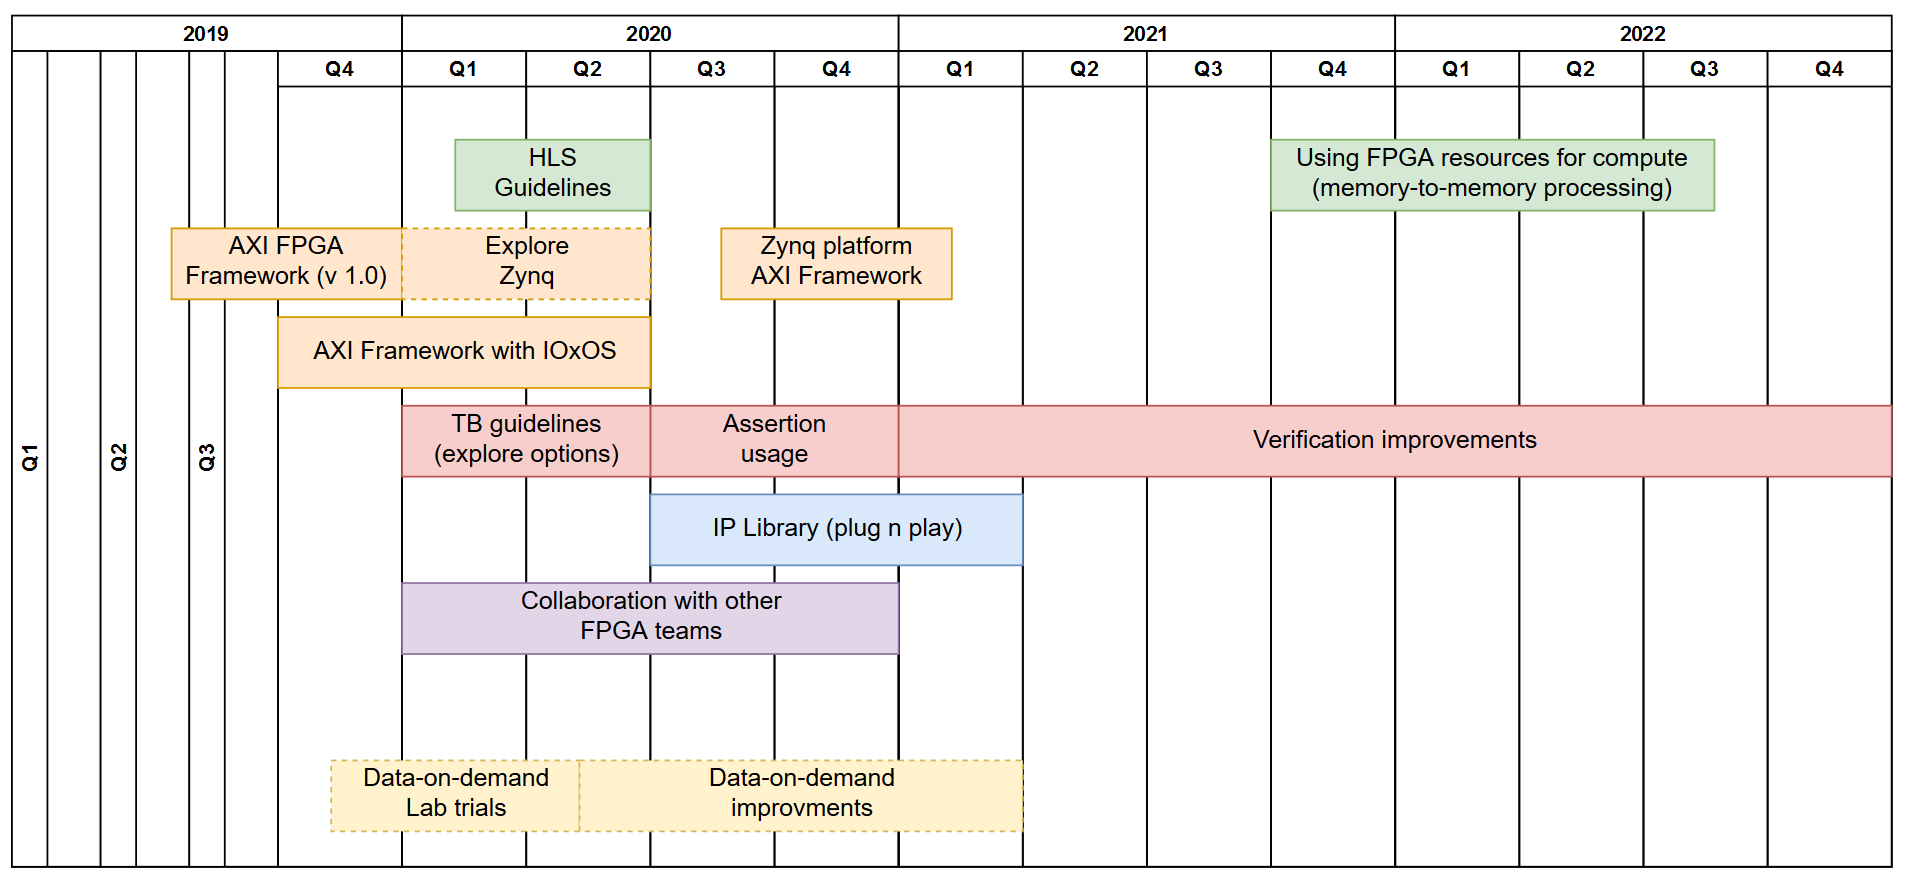 2019
2020
2021
2022
Q1
Q2
Q3
Q4
Q1
Q2
Q3
Q4
Q1
Q2
Q3
Q4
Q1
Q2
Q3
Q4
HLS
Guidelines
Using FPGA resources for compute
(memory-to-memory processing)
AXI FPGA
Framework (v 1.0)
Explore
Zynq
Zynq platform
AXI Framework
AXI Framework with IOxOS
TB guidelines
(explore options)
Assertion
usage
Verification improvements
IP Library (plug n play)
Collaboration with other
FPGA teams
Data-on-demand
Lab trials
Data-on-demand
improvments